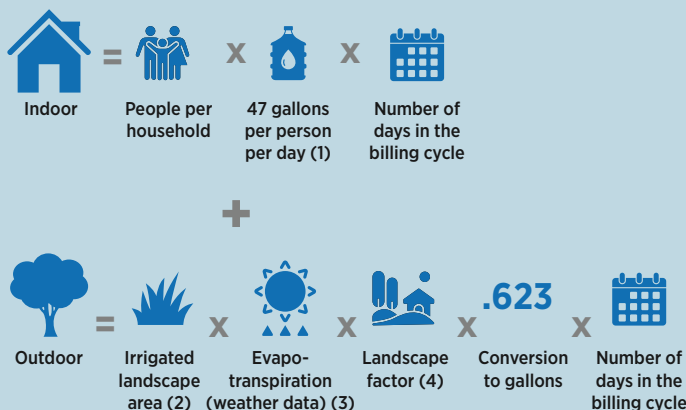 Indoor
=
People per
household
x
47 gallons
per person
per day (1)
x
Number of
days in the
billing cycle
+
Outdoor
=
Irrigated
landscape
area (2)
x
Evapo-
transpiration
(weather data) (3)
x
Landscape
factor (4)
x
.623
Conversion
to gallons
x
Number of
days in the
billing cycle